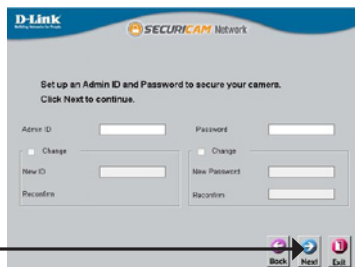 D-Link
Building Networks for People
SECURICAM Network
Set up an Admin ID and Password to secure your camera.
Click Next to continue.
Admin ID
Password
Change
Change
New ID
New Password
Reconfirm
Reconfirm
Back
Next
Exit